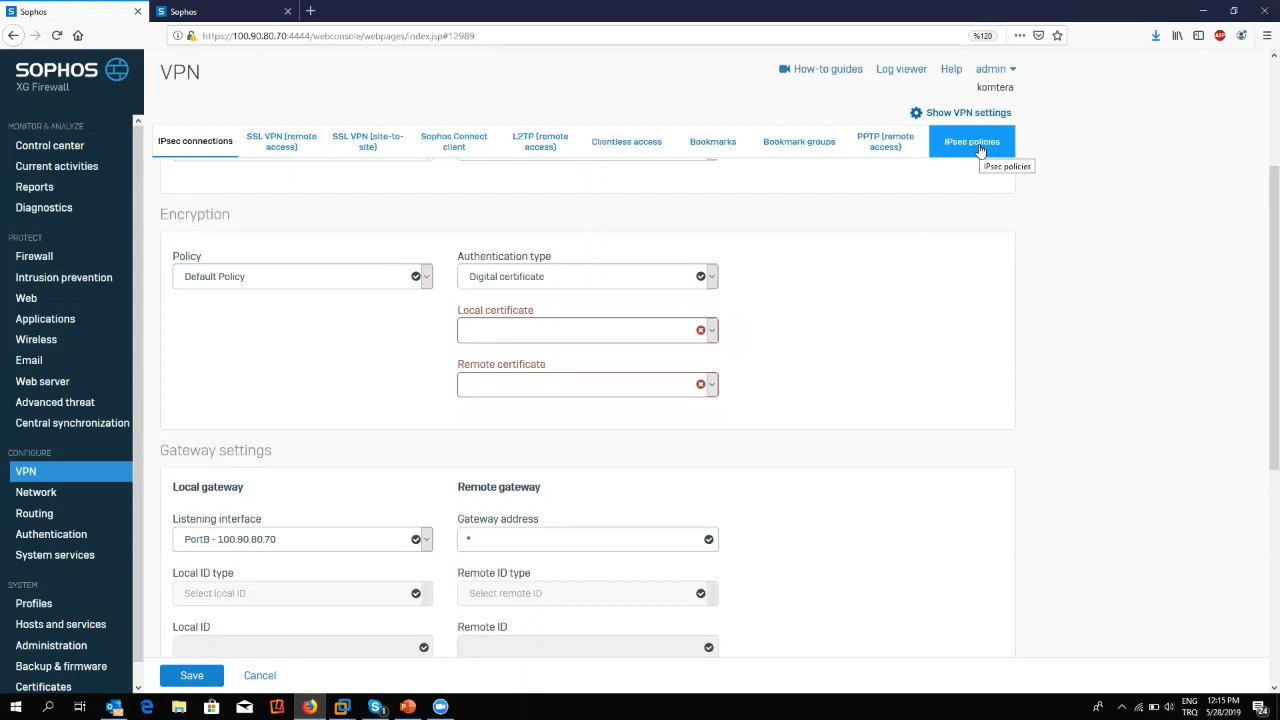 Sophos
Sophos
https://100.90.80.70:4444/webconsole/webpages/index.jsp#12989
%120
SOPHOS
XG Firewall
MONITOR & ANALYZE
Control center
Current activities
Reports
Diagnostics
PROTECT
Firewall
Intrusion prevention
Web
Applications
Wireless
Email
Web server
Advanced threat
Central synchronization
CONFIGURE
VPN
Network
Routing
Authentication
System services
SYSTEM
Profiles
Hosts and services
Administration
Backup & firmware
Certificates
VPN
How-to guides
Log viewer
Help
admin
komtera
Show VPN settings
IPsec connections
SSL VPN (remote
access)
SSL VPN (site-to-
site)
Sophos Connect
client
L2TP (remote
access)
Clientless access
Bookmarks
Bookmark groups
PPTP (remote
access)
IPsec policies
IPsec policies
Encryption
Policy
Default Policy
Authentication type
Digital certificate
Local certificate
Remote certificate
Gateway settings
Local gateway
Remote gateway
Listening interface
PortB - 100.90.80.70
Gateway address
*
Local ID type
Select local ID
Remote ID type
Select remote ID
Local ID
Remote ID
Save
Cancel
ENG
TRQ
12:15 PM
5/28/2019
24